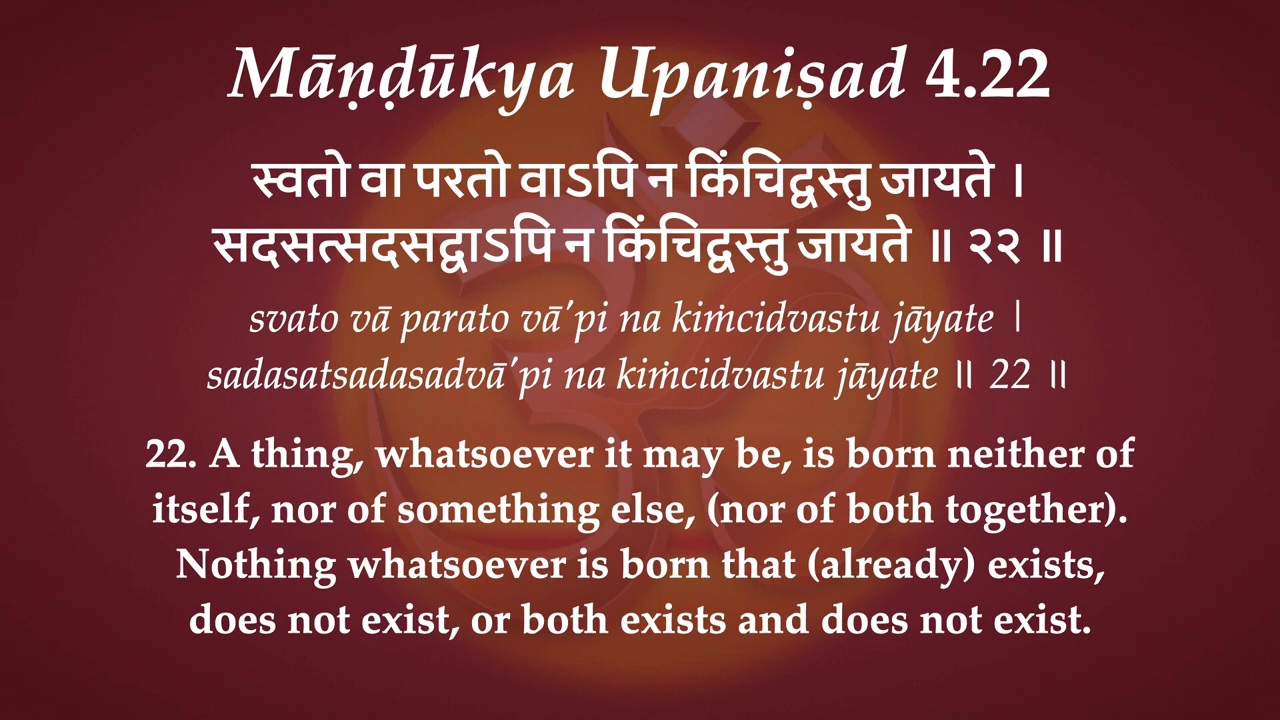 Māṇḍūkya Upaniṣad 4.22
स्वतो वा परतो वाऽपि न किंचिद्वस्तु जायते ।
सदसत्सदसद्वाऽपि न किंचिद्वस्तु जायते ॥ २२ ॥
svato vā parato vā'pi na kiṁcidvastu jāyate |
sadasatsadasadvā'pi na kiṁcidvastu jāyate || 22 ||
22. A thing, whatsoever it may be, is born neither of
itself, nor of something else, (nor of both together).
Nothing whatsoever is born that (already) exists,
does not exist, or both exists and does not exist.